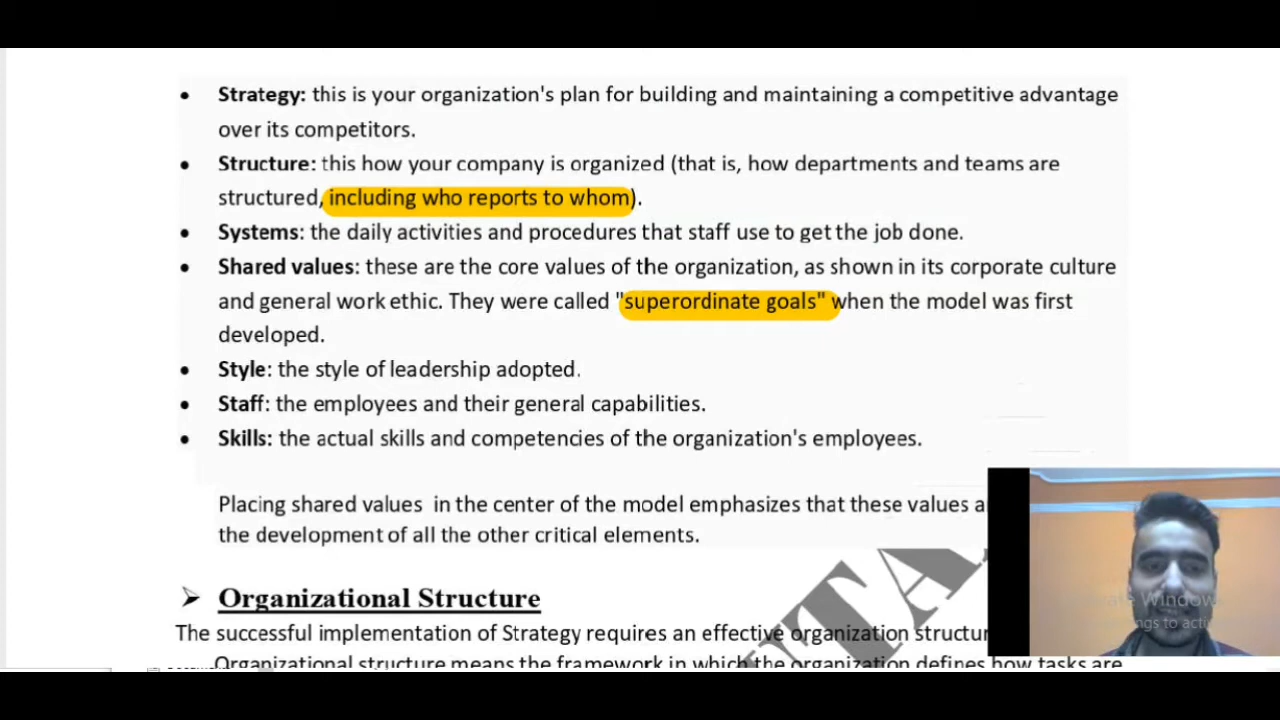 • Strategy: this is your organization's plan for building and maintaining a competitive advantage
over its competitors.
• Structure: this how your company is organized (that is, how departments and teams are
structured, including who reports to whom).
• Systems: the daily activities and procedures that staff use to get the job done.
• Shared values: these are the core values of the organization, as shown in its corporate culture
and general work ethic. They were called "superordinate goals" when the model was first
developed.
• Style: the style of leadership adopted.
• Staff: the employees and their general capabilities.
• Skills: the actual skills and competencies of the organization's employees.
Placing shared values in the center of the model emphasizes that these values
the development of all the other critical elements.
➢ Organizational Structure
The successful implementation of Strategy requires an effective organization
Organizational structure means the framework in which the organization defines how tasks are